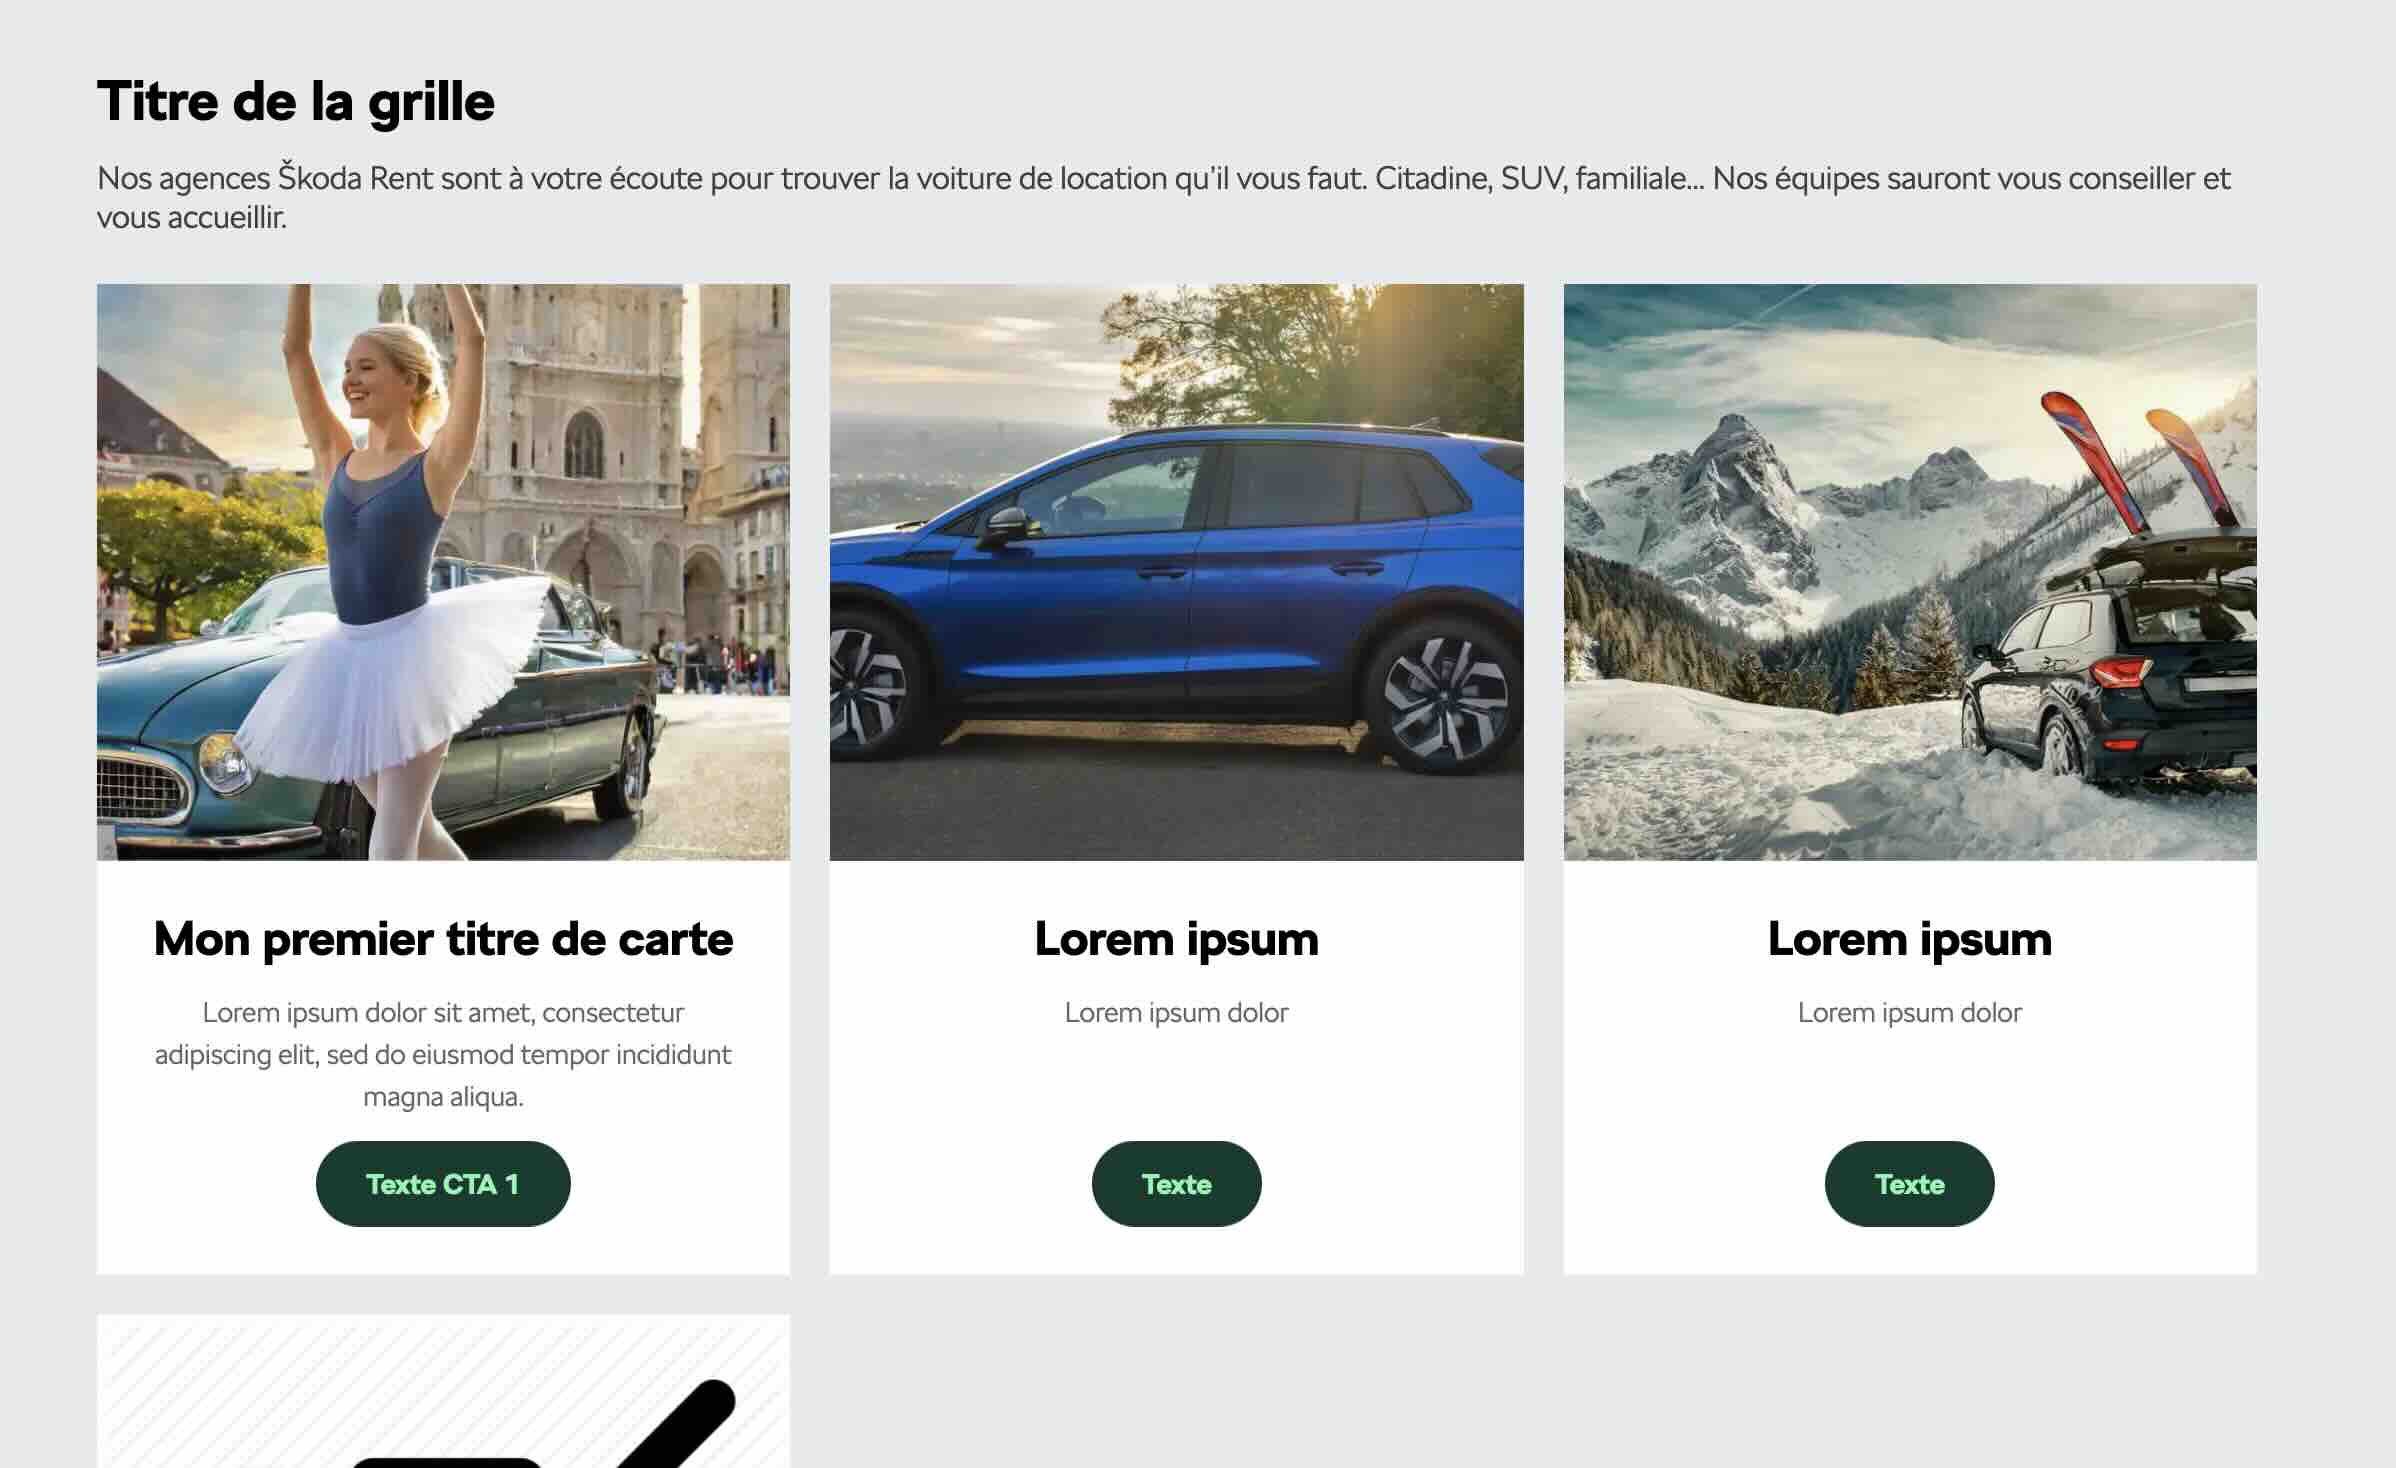 Titre de la grille
Nos agences Škoda Rent sont à votre écoute pour trouver la voiture de location qu'il vous faut. Citadine, SUV, familiale... Nos équipes sauront vous conseiller et
vous accueillir.
Mon premier titre de carte
Lorem ipsum dolor sit amet, consectetur
adipiscing elit, sed do eiusmod tempor incididunt
magna aliqua.
Texte CTA 1
Lorem ipsum
Lorem ipsum dolor
Texte
Lorem ipsum
Lorem ipsum dolor
Texte